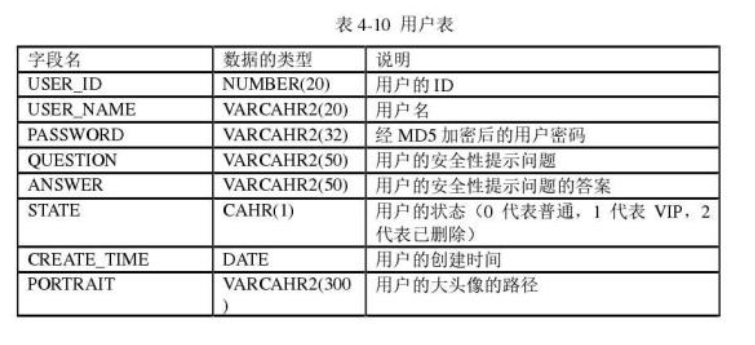 表 4-10 用户表
字段名 数据的类型 说明
USER_ID NUMBER(20) 用户的 ID
USER_NAME VARCAHR2(20) 用户名
PASSWORD VARCAHR2(32) 经 MD5 加密后的用户密码
QUESTION VARCAHR2(50) 用户的安全性提示问题
ANSWER VARCAHR2(50) 用户的安全性提示问题的答案
STATE CAHR(1) 用户的状态（0 代表普通，1 代表 VIP，2
代表已删除）
CREATE_TIME DATE 用户的创建时间
PORTRAIT VARCAHR2(300 用户的大头像的路径
)